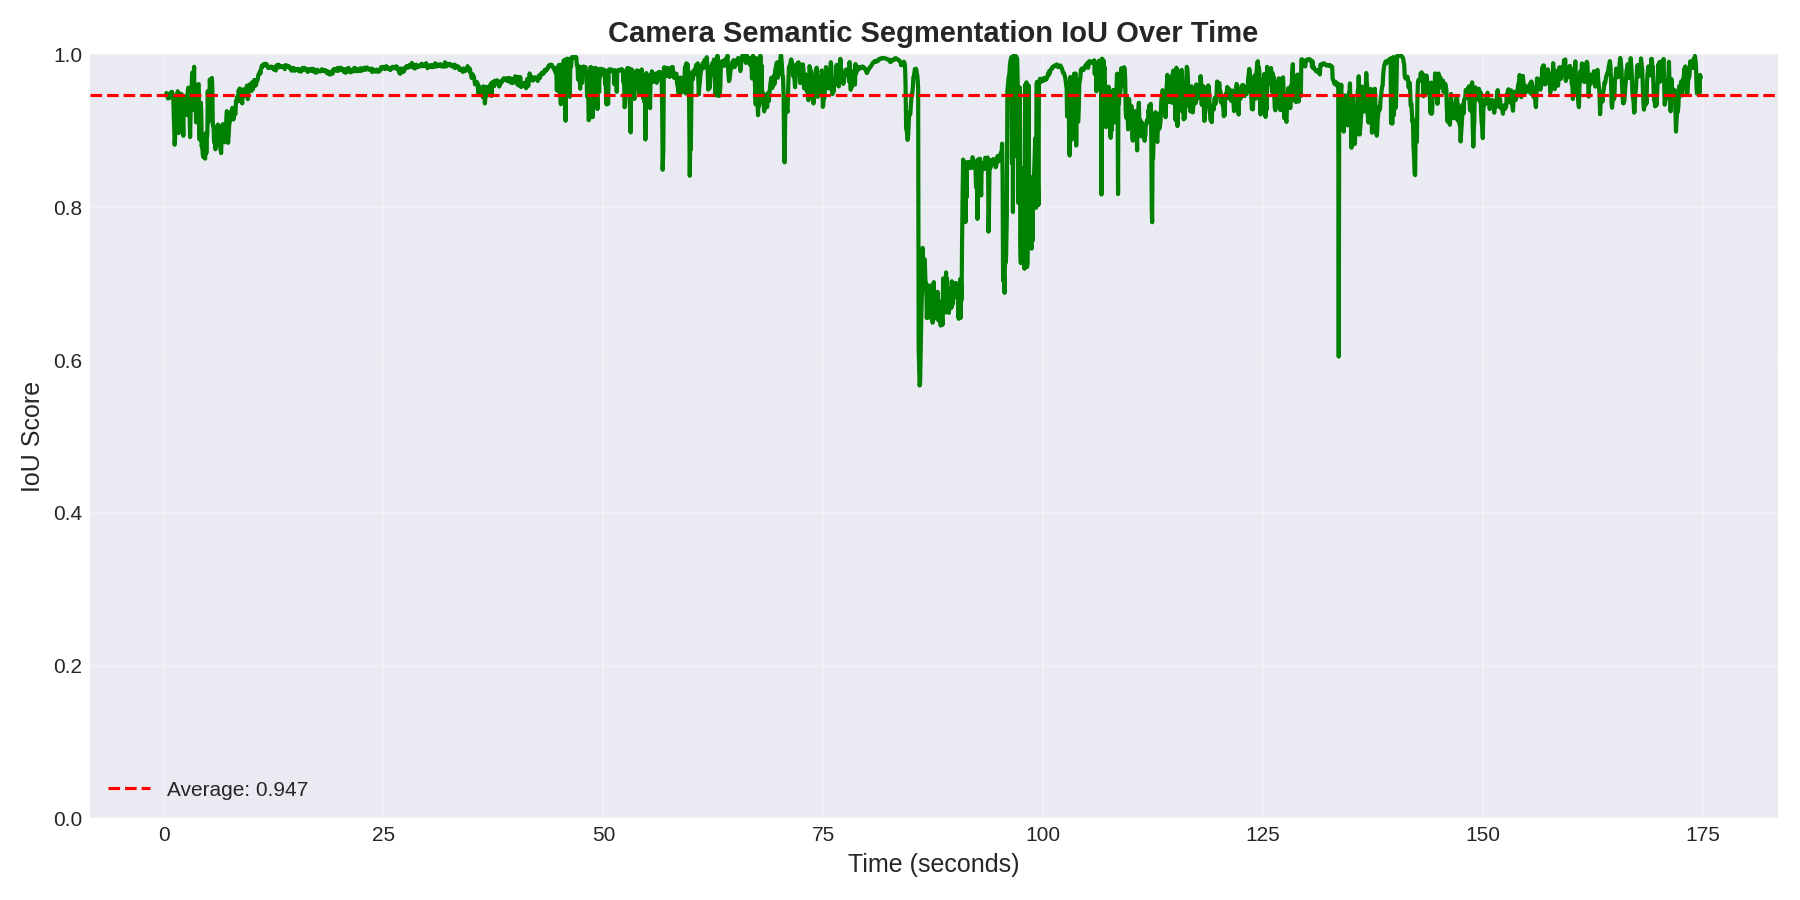 Camera Semantic Segmentation IoU Over Time
1.0
0.8
0.6
0.4
0.2
0.0
IoU Score
Average: 0.947
0 25 50 75 100 125 150 175
Time (seconds)